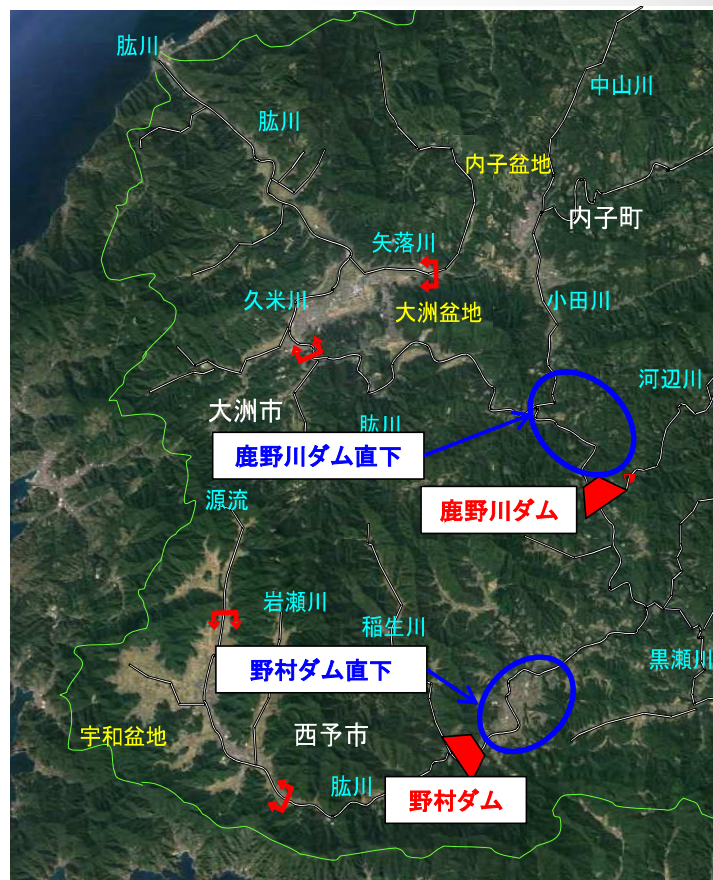 肱川
中山川
肱川
内子盆地
内子町
矢落川
久米川
小田川
大洲盆地
河辺川
大洲市
肱川
鹿野川ダム直下
源流
鹿野川ダム
岩瀬川
稲生川
野村ダム直下
黒瀬川
宇和盆地
西予市
肱川
野村ダム